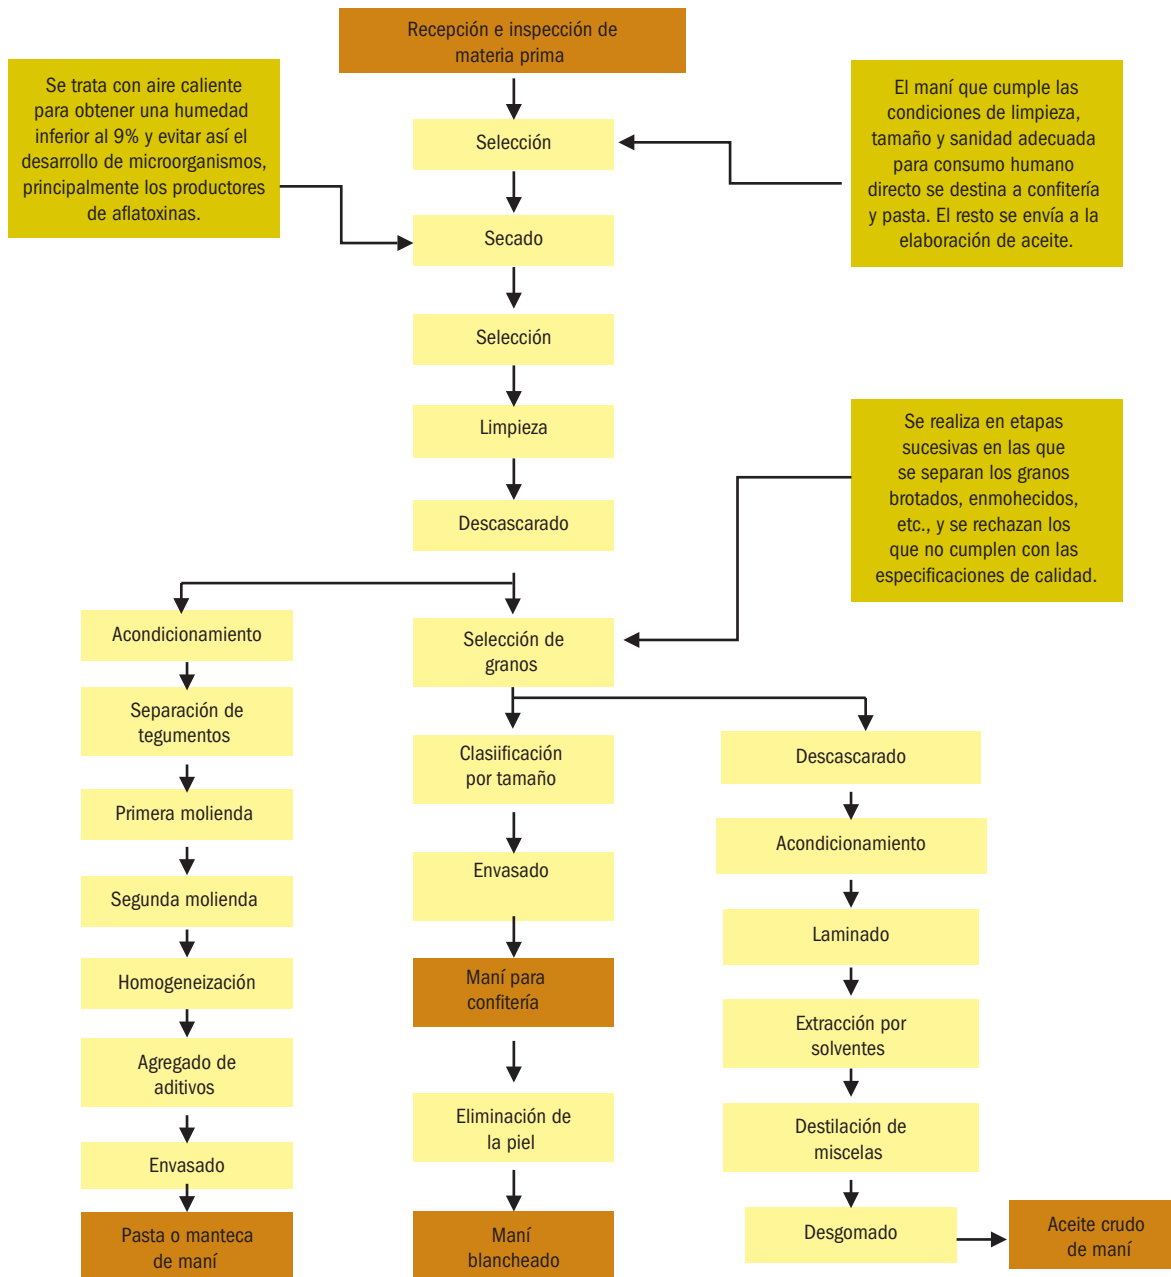 Recepción e inspección de
materia prima
Se trata con aire caliente
para obtener una humedad
inferior al 9% y evitar así el
desarrollo de microorganismos,
principalmente los productores
de aflatoxinas.
El maní que cumple las
condiciones de limpieza,
tamaño y sanidad adecuada
para consumo humano
directo se destina a confitería
y pasta. El resto se envía a la
elaboración de aceite.
Selección
Secado
Selección
Limpieza
Descascarado
Se realiza en etapas
sucesivas en las que
se separan los granos
brotados, enmohecidos,
etc., y se rechazan los
que no cumplen con las
especificaciones de calidad.
Acondicionamiento
Separación de
tegumentos
Primera molienda
Segunda molienda
Homogeneización
Agregado de
aditivos
Envasado
Pasta o manteca
de maní
Selección de
granos
Clasiificación
por tamaño
Envasado
Maní para
confitería
Eliminación de
la piel
Maní
blancheado
Descascarado
Acondicionamiento
Laminado
Extracción por
solventes
Destilación de
miscelas
Desgomado
Aceite crudo
de maní